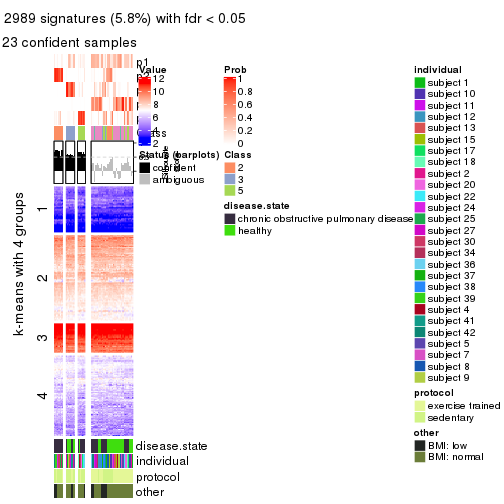 2989 signatures (5.8%) with fdr < 0.05
23 confident samples
p1
Value
12
10
8
6
4
2
Prob
1
0.8
0.6
0.4
0.2
0
Status (barplots)
confident
ambiguous
Class
2
3
5
disease.state
chronic obstructive pulmonary disease
healthy
k-means with 4 groups
1
2
3
4
disease.state
individual
protocol
other
individual
subject 1
subject 10
subject 11
subject 12
subject 13
subject 15
subject 17
subject 18
subject 2
subject 20
subject 22
subject 24
subject 25
subject 27
subject 30
subject 34
subject 36
subject 37
subject 38
subject 39
subject 4
subject 41
subject 42
subject 5
subject 7
subject 8
subject 9
protocol
exercise trained
sedentary
other
BMI: low
BMI: normal